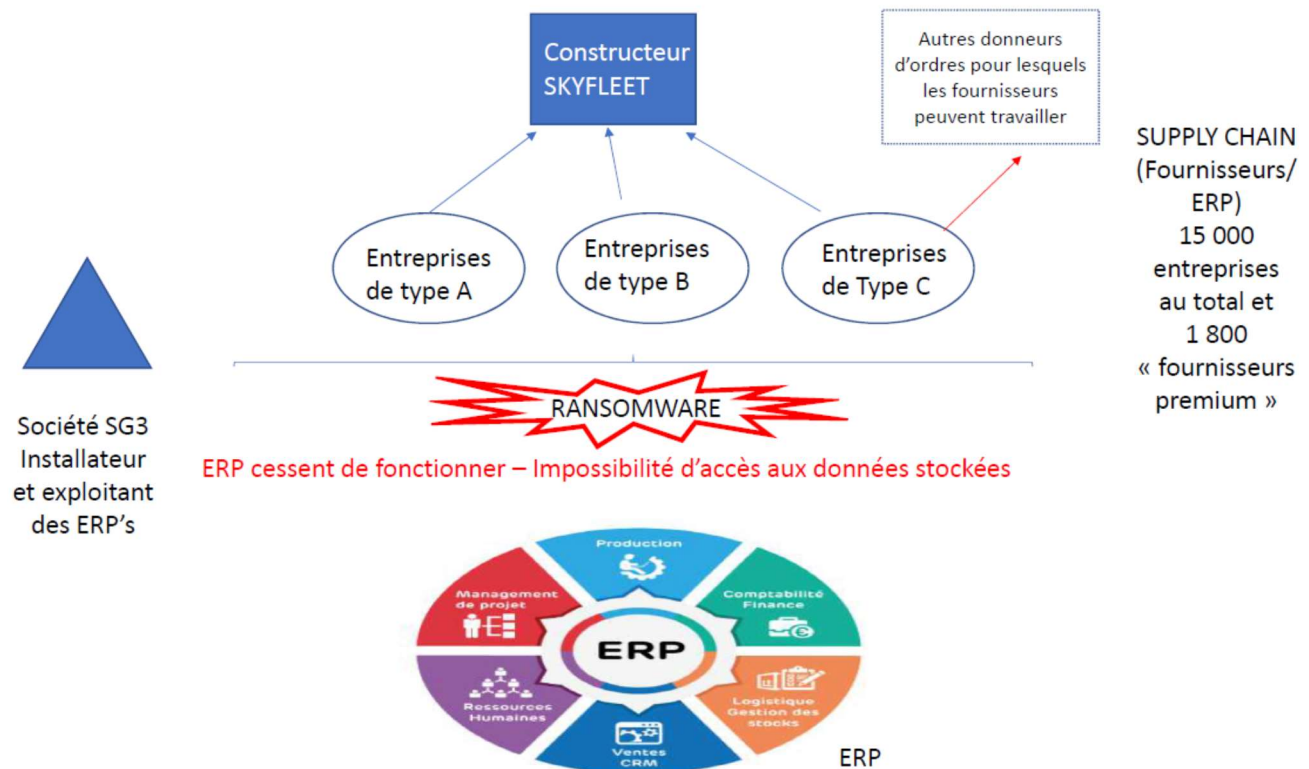 Constructeur
SKYFLEET
Autres donneurs
d'ordres pour lesquels
les fournisseurs
peuvent travailler
Entreprises
de type A
Entreprises
de type B
Entreprises
de Type C
SUPPLY CHAIN
(Fournisseurs/
ERP)
15 000
entreprises
au total et
1 800
« fournisseurs
premium »
Société SG3
Installateur
et exploitant
des ERP's
RANSOMWARE
ERP cessent de fonctionner – Impossibilité d'accès aux données stockées
Production
Management
de projet
Comptabilité
Finance
ERP
Ressources
Humaines
Logistique
Gestion des
stocks
Ventes
CRM
ERP